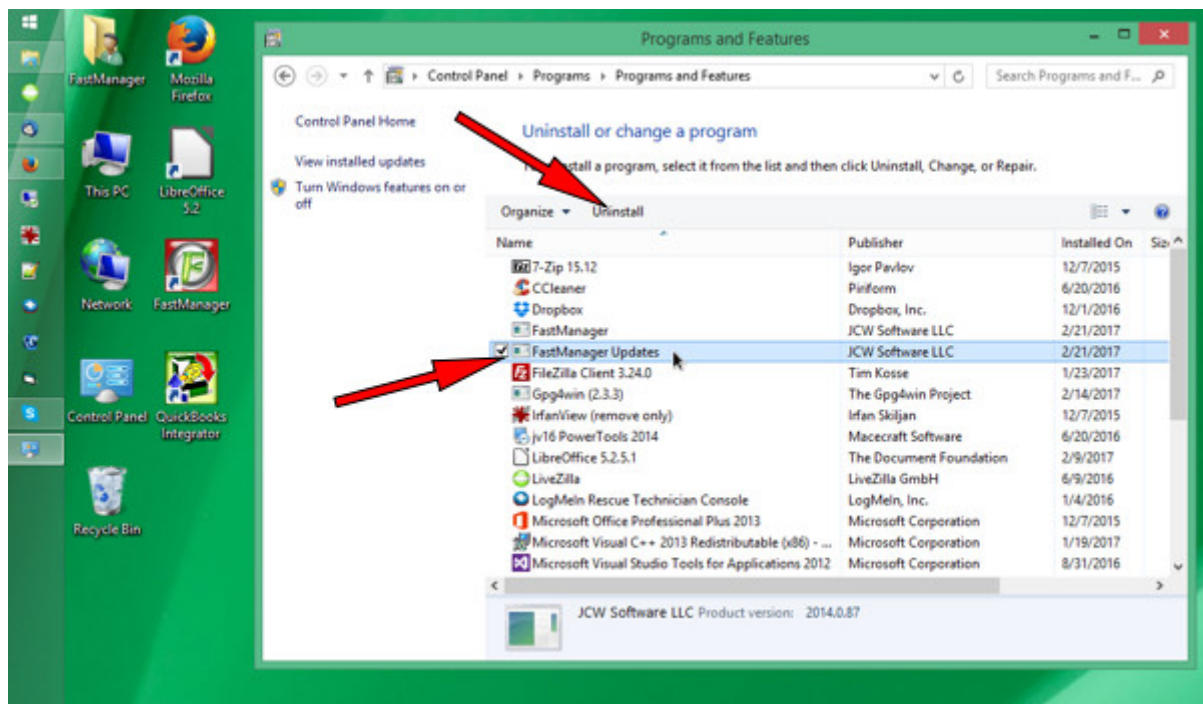 FastManager
Mozilla
Firefox
This PC
LibreOffice
5.2
Network
FastManager
Control Panel
QuickBooks
Integrator
Recycle Bin
Programs and Features
Control Panel Programs Programs and Features
Search Programs and F...
Control Panel Home
View installed updates
Turn Windows features on or
off
Uninstall or change a program
install a program, select it from the list and then click Uninstall, Change, or Repair.
Organize Uninstall
Name Publisher Installed On
7-Zip 15.12 Igor Pavlov 12/7/2015
CCleaner Piriform 6/20/2016
Dropbox Dropbox, Inc. 12/1/2016
FastManager JCW Software LLC 2/21/2017
FastManager Updates JCW Software LLC 2/21/2017
FileZilla Client 3.24.0 Tim Kosse 1/23/2017
Gpg4win (2.3.3) The Gpg4win Project 2/14/2017
IrfanView (remove only) Irfan Skiljan 12/7/2015
jv16 PowerTools 2014 Macecraft Software 6/20/2016
LibreOffice 5.2.5.1 The Document Foundation 2/9/2017
LiveZilla LiveZilla GmbH 6/9/2016
LogMeIn Rescue Technician Console LogMeIn, Inc. 1/4/2016
Microsoft Office Professional Plus 2013 Microsoft Corporation 12/7/2015
Microsoft Visual C++ 2013 Redistributable (x86) - ... Microsoft Corporation 1/19/2017
Microsoft Visual Studio Tools for Applications 2012 Microsoft Corporation 8/31/2016
JCW Software LLC Product version: 2014.0.87